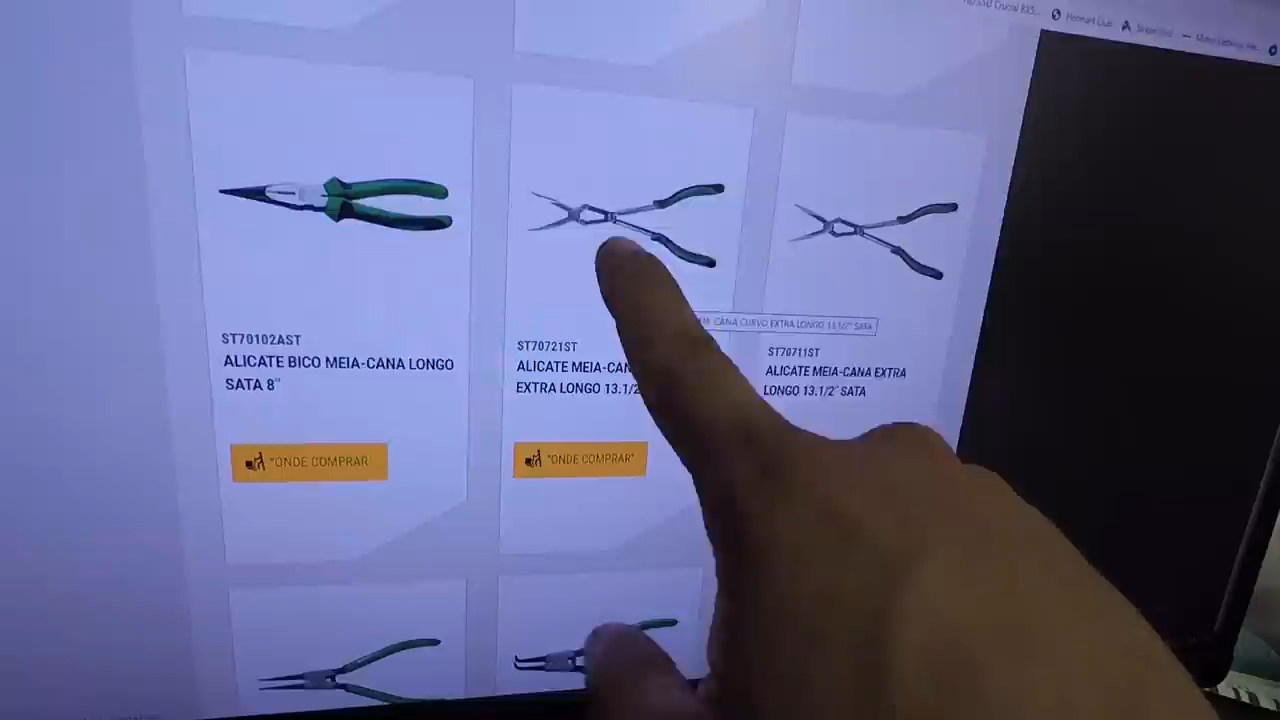 Hotmart Club
ST70102AST
ALICATE BICO MEIA-CANA LONGO
SATA 8"
"ONDE COMPRAR"
ST70721ST
ALICATE MEIA-CAN
EXTRA LONGO 13.1/2
"ONDE COMPRAR"
CANA CURVO EXTRA LONGO 13.1/2" SATA
ST70711ST
ALICATE MEIA-CANA EXTRA
LONGO 13.1/2" SATA